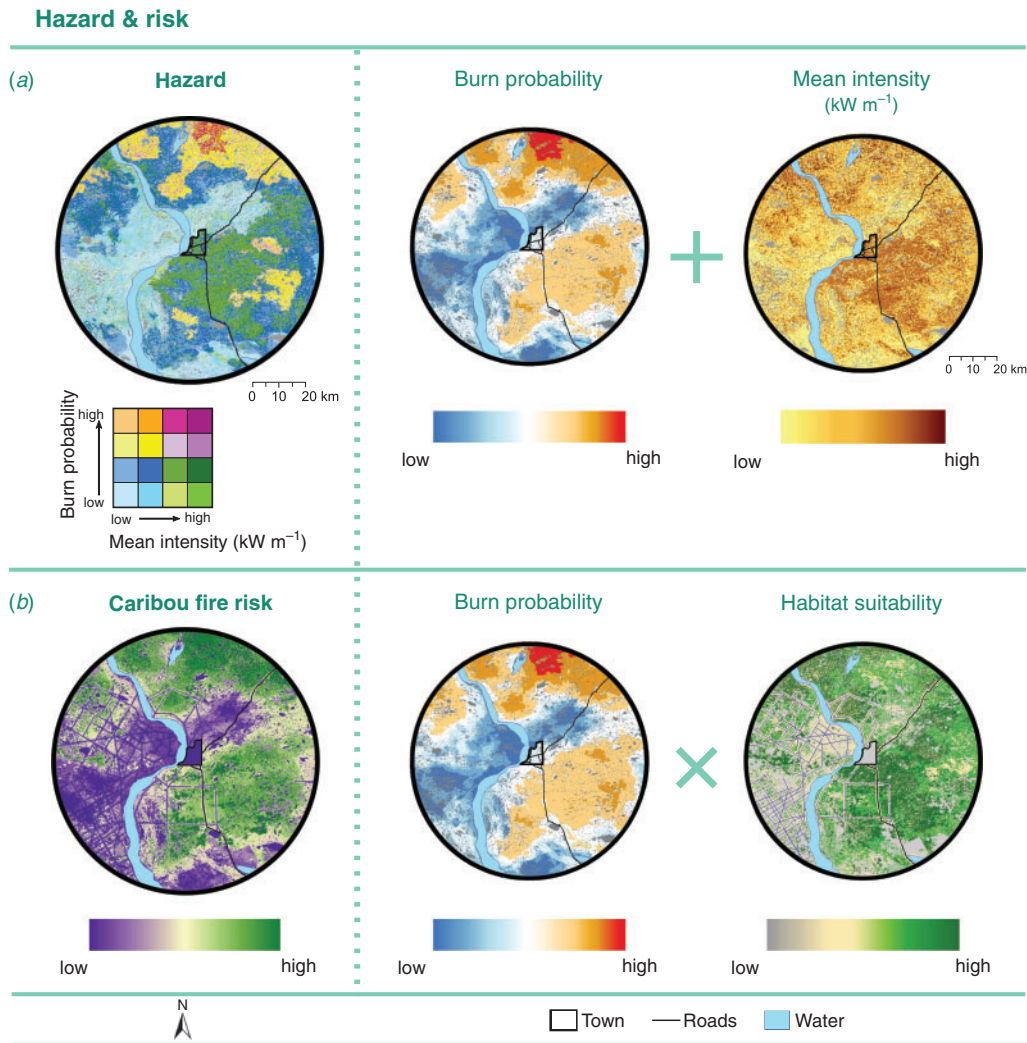 Hazard & risk
(a)
Hazard
Burn probability
Mean intensity
(kW m⁻¹)
0 10 20 km
0 10 20 km
Burn probability
high
low
low
high
Mean intensity (kW m⁻¹)
low
high
low
high
(b)
Caribou fire risk
Burn probability
Habitat suitability
low
high
low
high
low
high
N
Town
Roads
Water